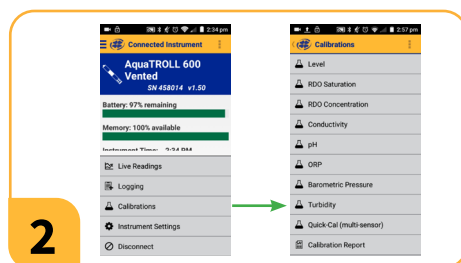 2:34 pm
Connected Instrument
AquaTROLL 600
Vented
SN 458014 v1.50
Battery: 97% remaining
Memory: 100% available
Instrument Time: 2:34 PM
Live Readings
Logging
Calibrations
Instrument Settings
Disconnect
2:57 pm
Calibrations
Level
RDO Saturation
RDO Concentration
Conductivity
pH
ORP
Barometric Pressure
Turbidity
Quick-Cal (multi-sensor)
Calibration Report
2